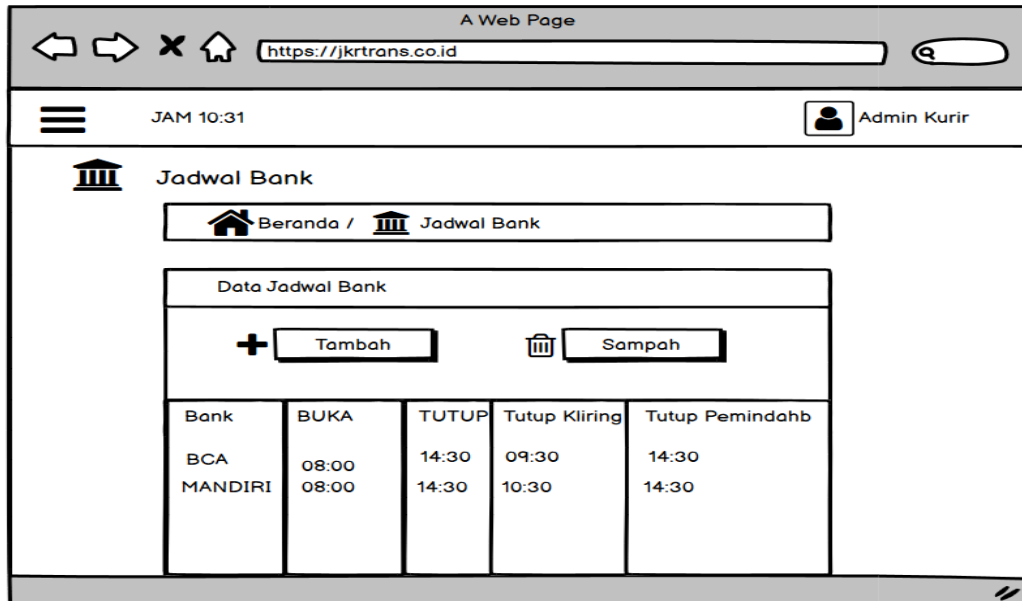 A Web Page
https://jkrtrans.co.id
JAM 10:31 Admin Kurir
Jadwal Bank
Beranda / Jadwal Bank
Data Jadwal Bank
Tambah Sampah
Bank BUKA TUTUP Tutup Kliring Tutup Pemindahb
BCA 08:00 14:30 09:30 14:30
MANDIRI 08:00 14:30 10:30 14:30